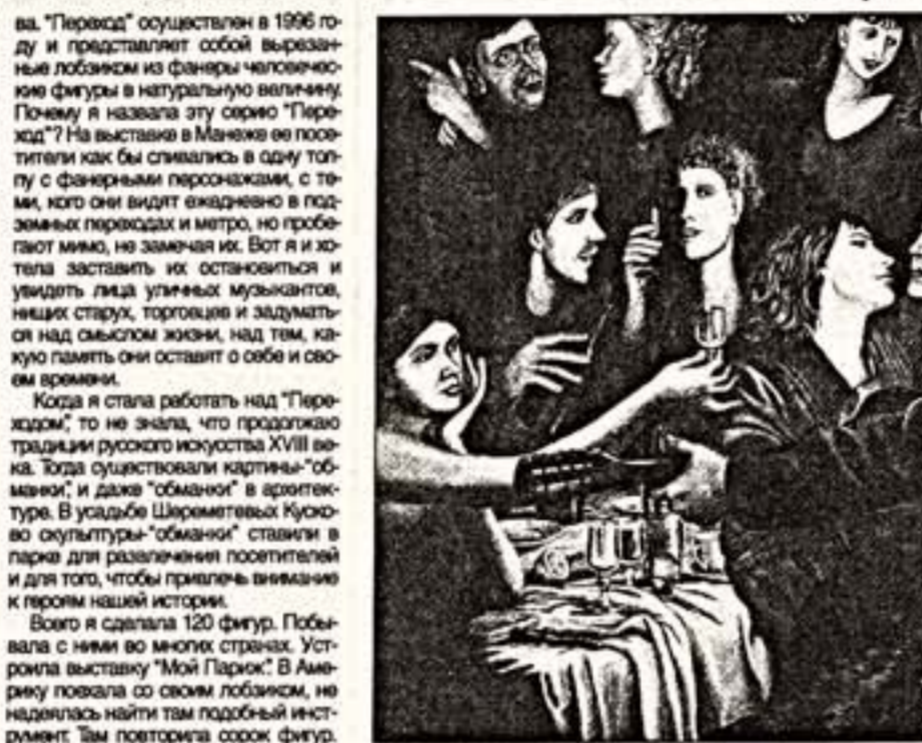 ва. "Переход" осуществлен в 1996 го-
ду и представляет собой вырезан-
ные лобзиком из фанеры человечес-
кие фигуры в натуральную величину.
Почему я назвала эту серию "Пере-
ход"? На выставке в Манеже ее посе-
тители как бы сливались в одну тол-
пу с фанерными персонажами, с те-
ми, кого они видят ежедневно в под-
земных переходах и метро, но пробе-
гают мимо, не замечая их. Вот я и хо-
тела заставить их остановиться и
увидеть лица уличных музыкантов,
нищих старух, торговцев и задумать-
ся над смыслом жизни, над тем, ка-
кую память они оставят о себе и сво-
ем времени.
Когда я стала работать над "Пере-
ходом", то не знала, что продолжаю
традиции русского искусства XVIII ве-
ка. Тогда существовали картины-"об-
манки", и даже "обманки" в архитек-
туре. В усадьбе Шереметевых Куско-
во скульптуры-"обманки" ставили в
парке для развлечения посетителей
и для того, чтобы привлечь внимание
к героям нашей истории.
Всего я сделала 120 фигур. Побы-
вала с ними во многих странах. Уст-
роила выставку "Мой Париж". В Аме-
рику поехала со своим лобзиком, не
надеялась найти там подобный инст-
румент. Там повторила сорок фигур.